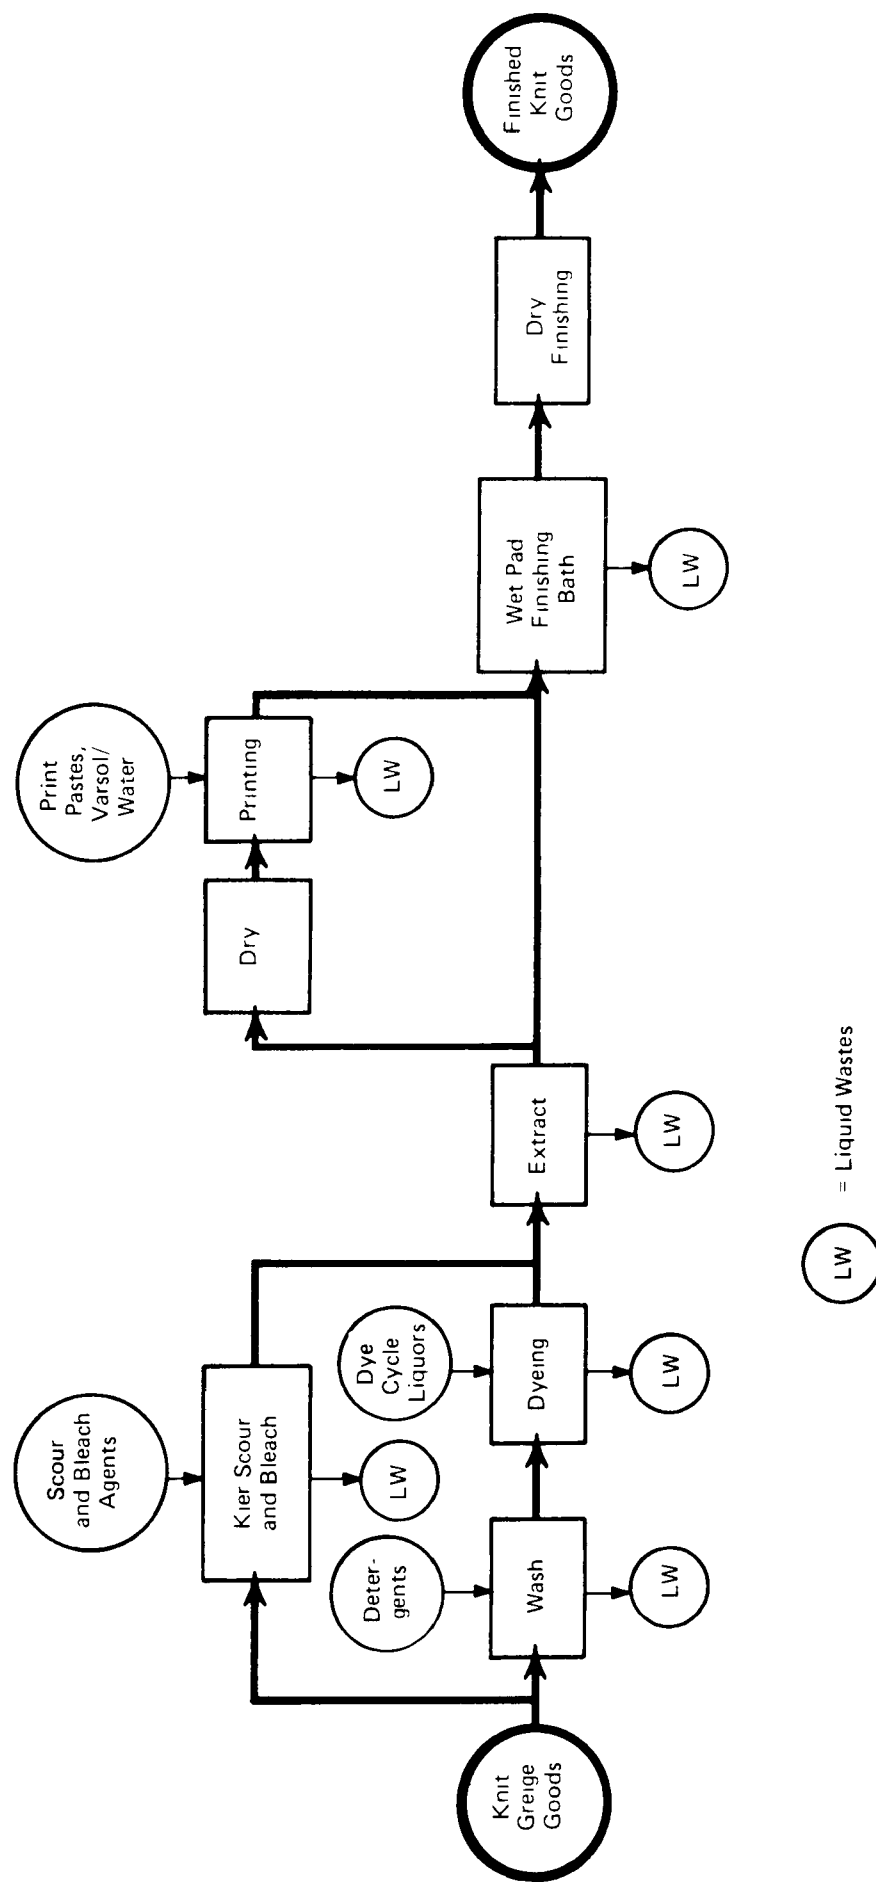 Scour
and Bleach
Agents
Print
Pastes,
Varsol/
Water
Kier Scour
and Bleach
Dry
Printing
LW
LW
Deter-
gents
Dye
Cycle
Liquors
Knit
Greige
Goods
Wash
Dyeing
Extract
Wet Pad
Finishing
Bath
Dry
Finishing
Finished
Knit
Goods
LW
LW
LW
LW
LW = Liquid Wastes